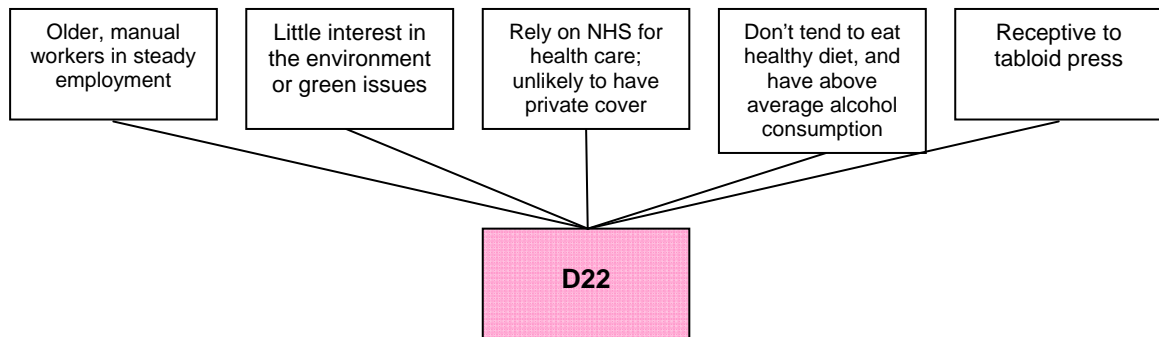 Older, manual
workers in steady
employment
Little interest in
the environment
or green issues
Rely on NHS for
health care;
unlikely to have
private cover
Don’t tend to eat
healthy diet, and
have above
average alcohol
consumption
Receptive to
tabloid press
D22